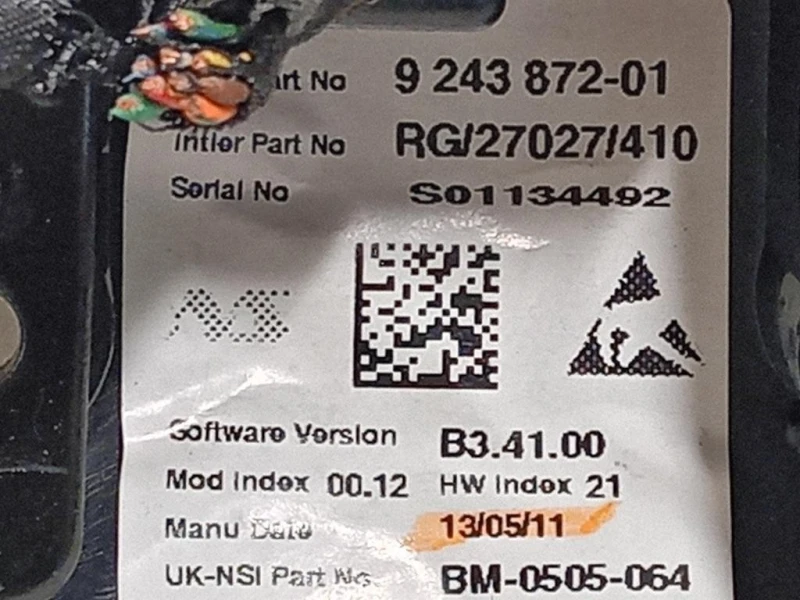 Part No 9 243 872-01
Intier Part No RG/27027/410
Serial No S01134492
Software Version B3.41.00
Mod Index 00.12 HW Index 21
Manu Date 13/05/11
UK-NSI Part No. BM-0505-064